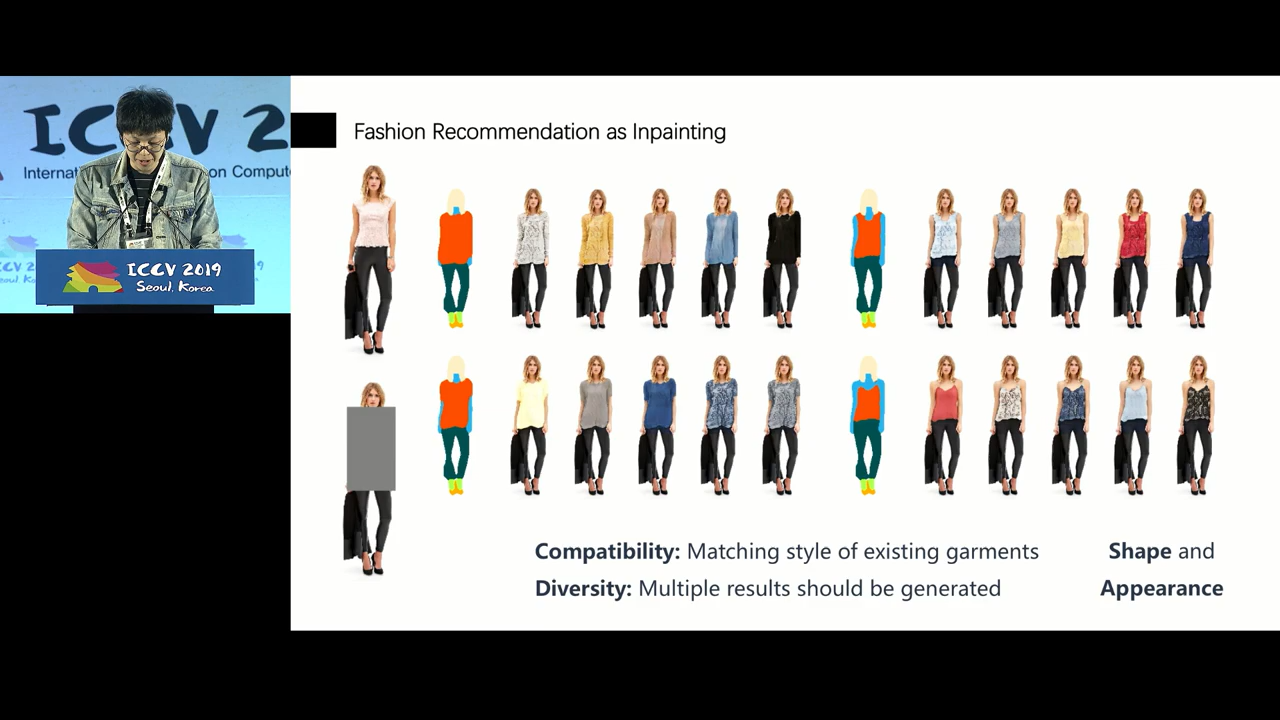 ICCV 2
Internat
on Comput
ICCV 2019
Seoul, Korea
Fashion Recommendation as Inpainting
Compatibility: Matching style of existing garments
Diversity: Multiple results should be generated
Shape and
Appearance